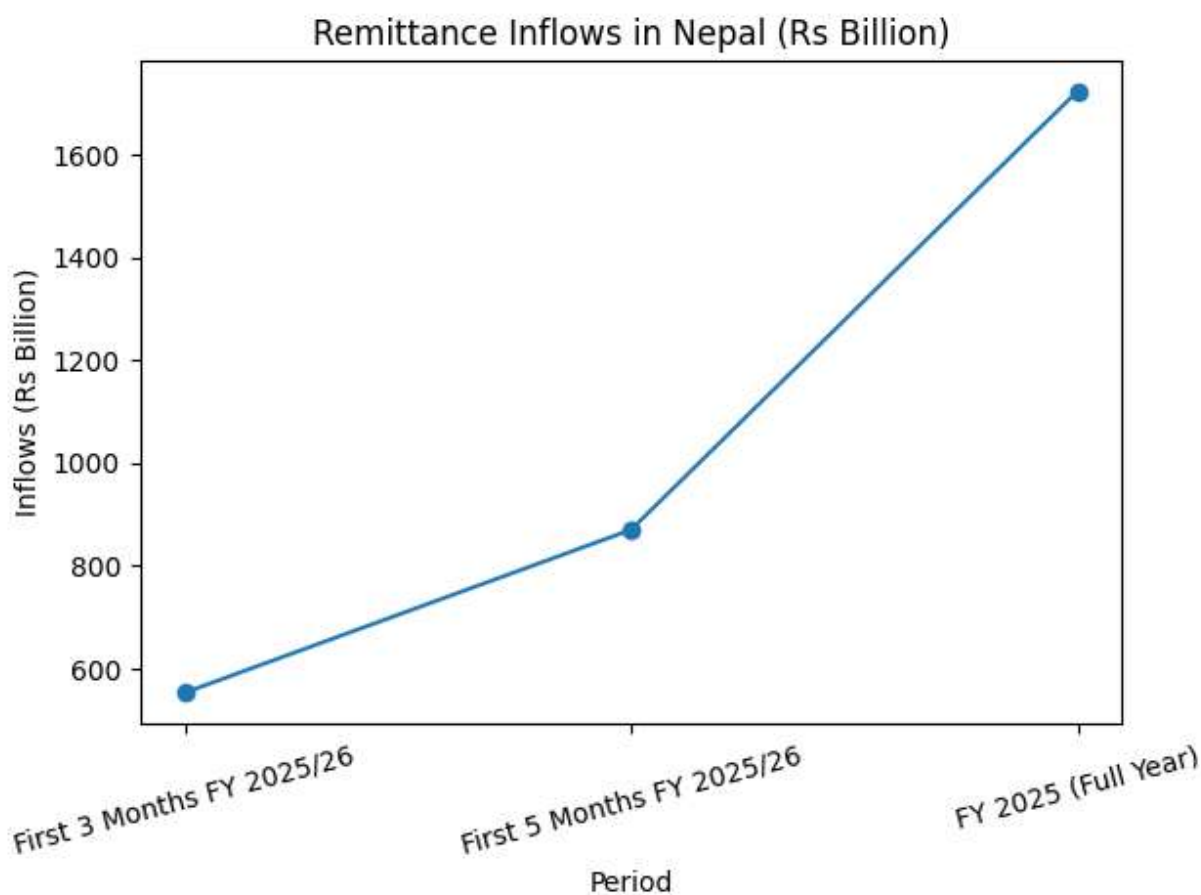 Remittance Inflows in Nepal (Rs Billion)
Inflows (Rs Billion)
1600
1400
1200
1000
800
600
First 3 Months FY 2025/26
First 5 Months FY 2025/26
FY 2025 (Full Year)
Period